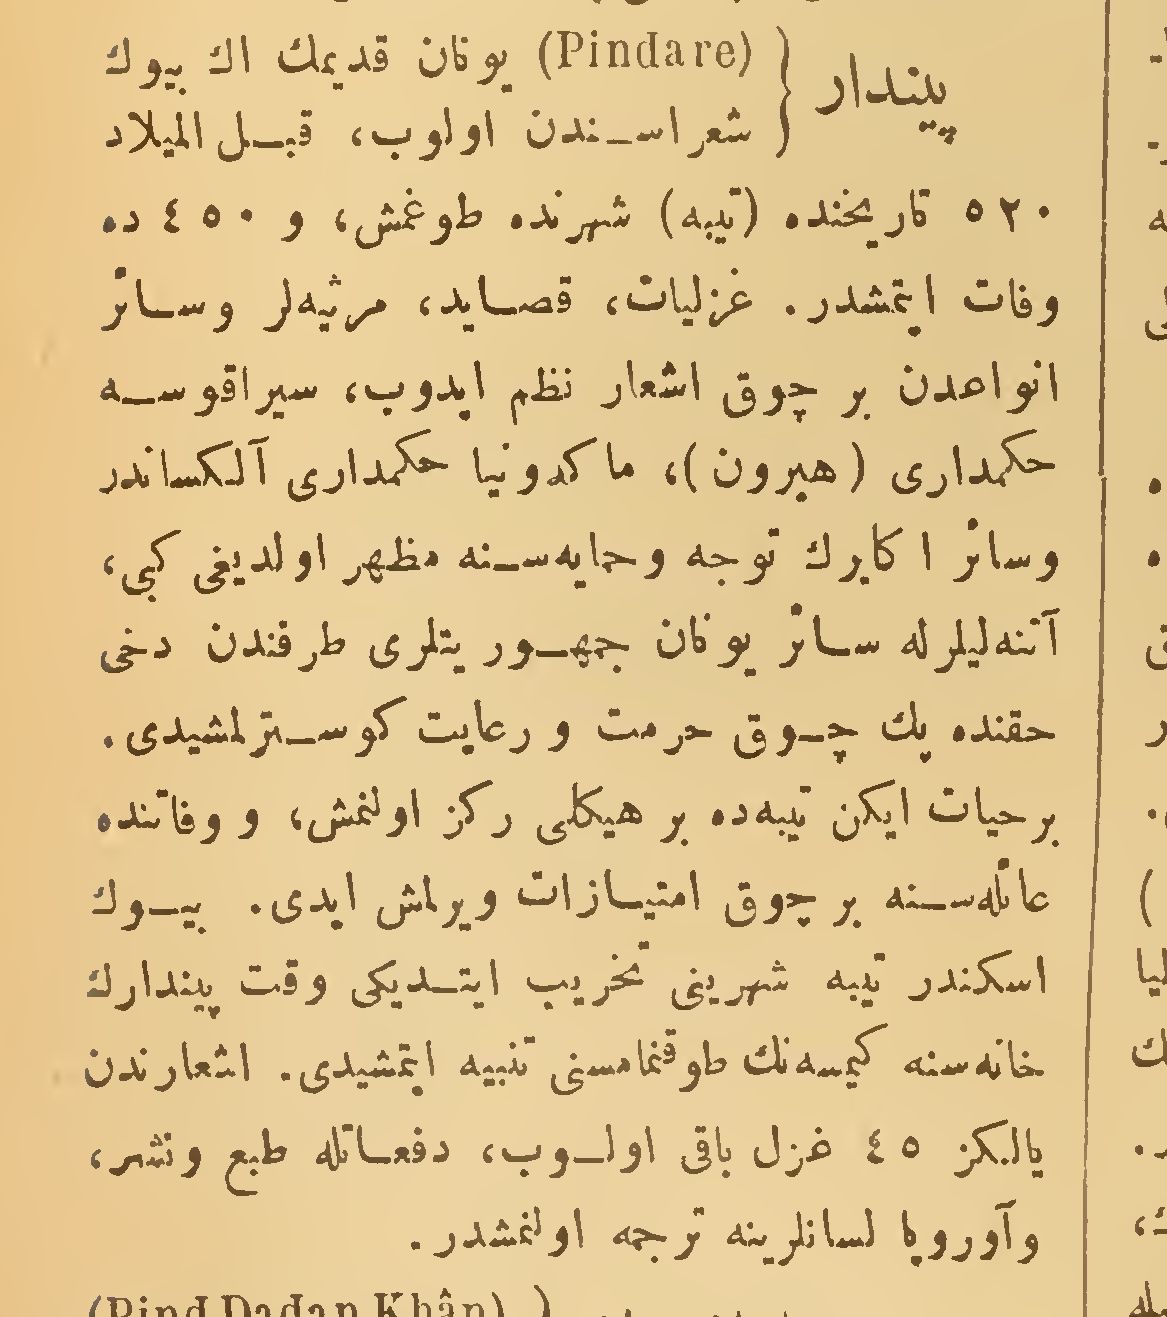 پیندار { (Pindare) یونان قدیمك اك بیوك
شعراسندن اولوب، قبل المیلاد
٥٢٠ تاریخنده (تیبه) شهرنده طوغمش، و ٤٥٠ ده
وفات ایتمشدر. غزلیات، قصاید، مرثیه‌لر وسائر
انواعدن بر چوق اشعار نظم ایدوب، سیراقوسه
حکمداری (هیرون)، ماكدونیا حکمداری آلکساندر
وسائر اکابرك توجه وحمایه‌سنه مظهر اولدیغی کبی،
آتنه‌لیلرله سائر یونان جمهوریتلری طرفندن دخی
حقنده پك چوق حرمت و رعایت کوسترلمشیدی.
برحیات ایکن تیبه‌ده بر هیکلی رکز اولنمش، و وفاتنده
عائله‌سنه بر چوق امتیازات ویرلمش ایدی. بیوك
اسکندر تیبه شهرینی تخریب ایتدیکی وقت پیندارك
خانه‌سنه کیمسه‌نك طوقنمامسنی تنبیه ایتمشیدی. اشعارندن
یالکز ٤٥ غزل باقی اولوب، دفعاتله طبع ونشر،
وآوروپا لسانلرینه ترجمه اولنمشدر.
(Pind Dadan Khân)